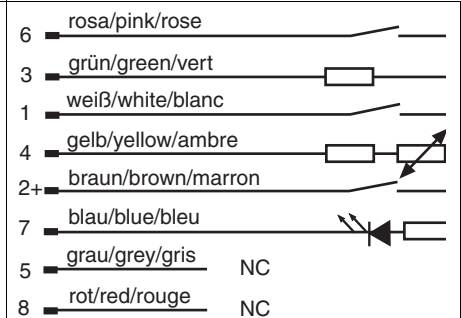 6 rosa/pink/rose
3 grün/green/vert
1 weiß/white/blanc
4 gelb/yellow/ambre
2+ braun/brown/marron
7 blau/blue/bleu
5 grau/grey/gris NC
8 rot/red/rouge NC